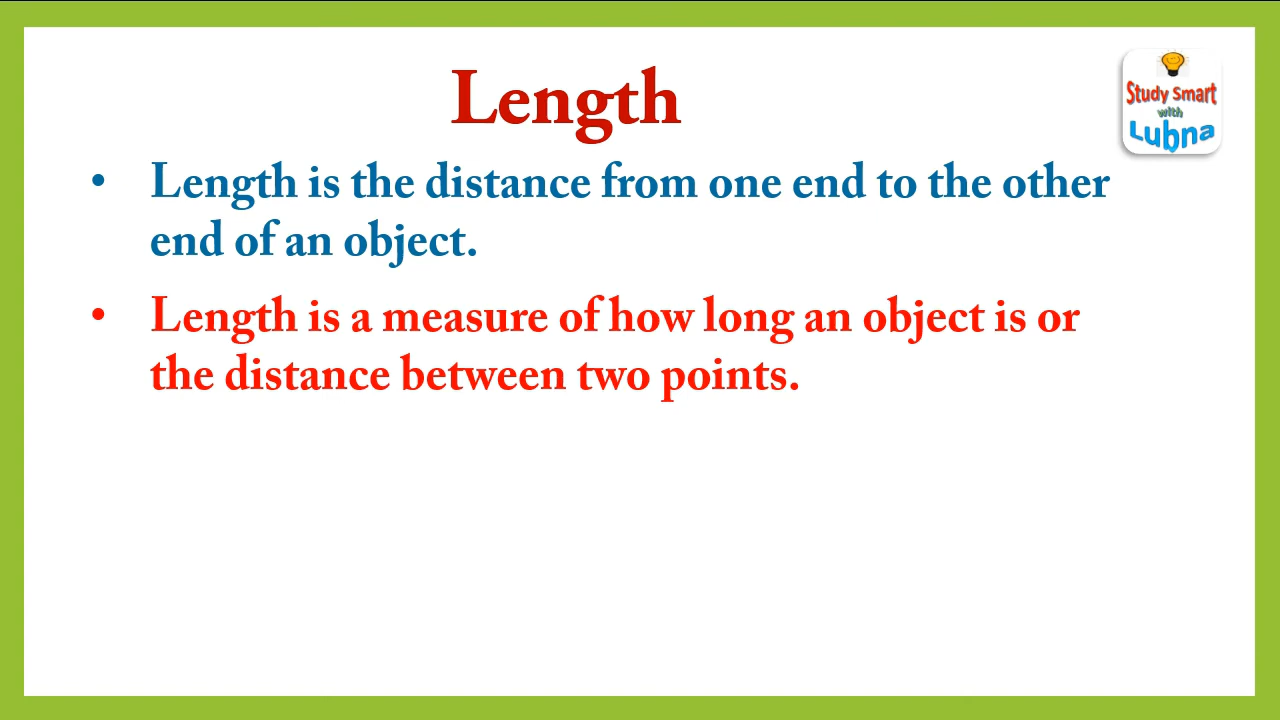 Length
Study Smart
with
Lubna
• Length is the distance from one end to the other
end of an object.
• Length is a measure of how long an object is or
the distance between two points.